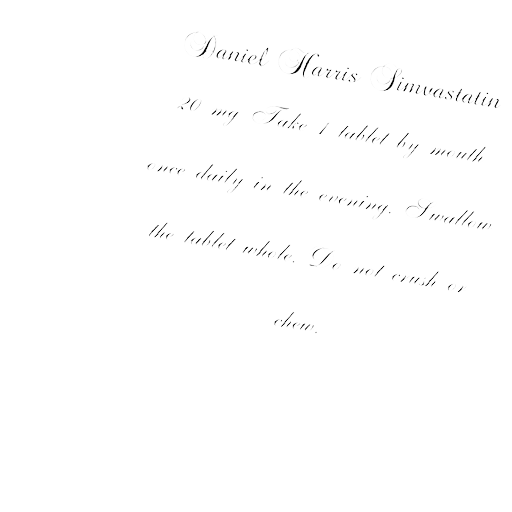 Daniel Harris Simvastatin
20 mg Take 1 tablet by mouth
once daily in the evening. Swallow
the tablet whole. Do not crush or
chew.